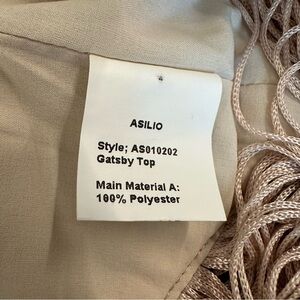 ASILIO
Style; AS010202
Gatsby Top
Main Material A:
100% Polyester